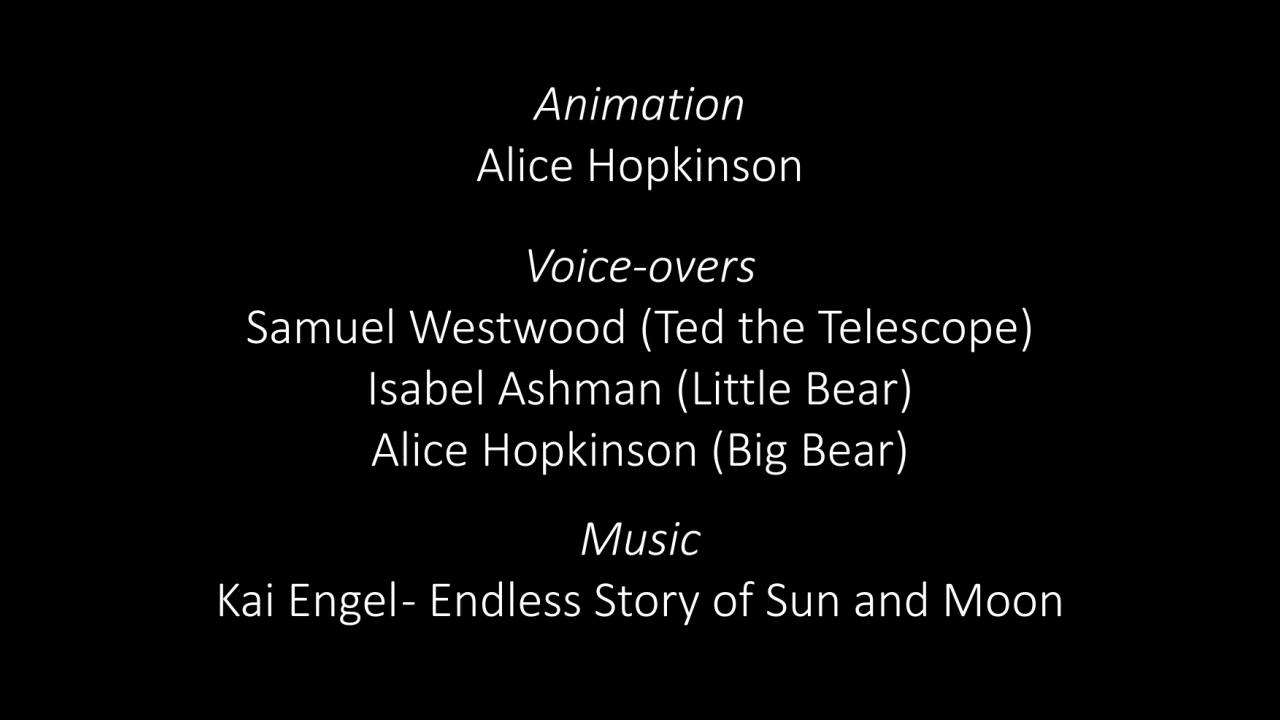 Animation
Alice Hopkinson
Voice-overs
Samuel Westwood (Ted the Telescope)
Isabel Ashman (Little Bear)
Alice Hopkinson (Big Bear)
Music
Kai Engel- Endless Story of Sun and Moon